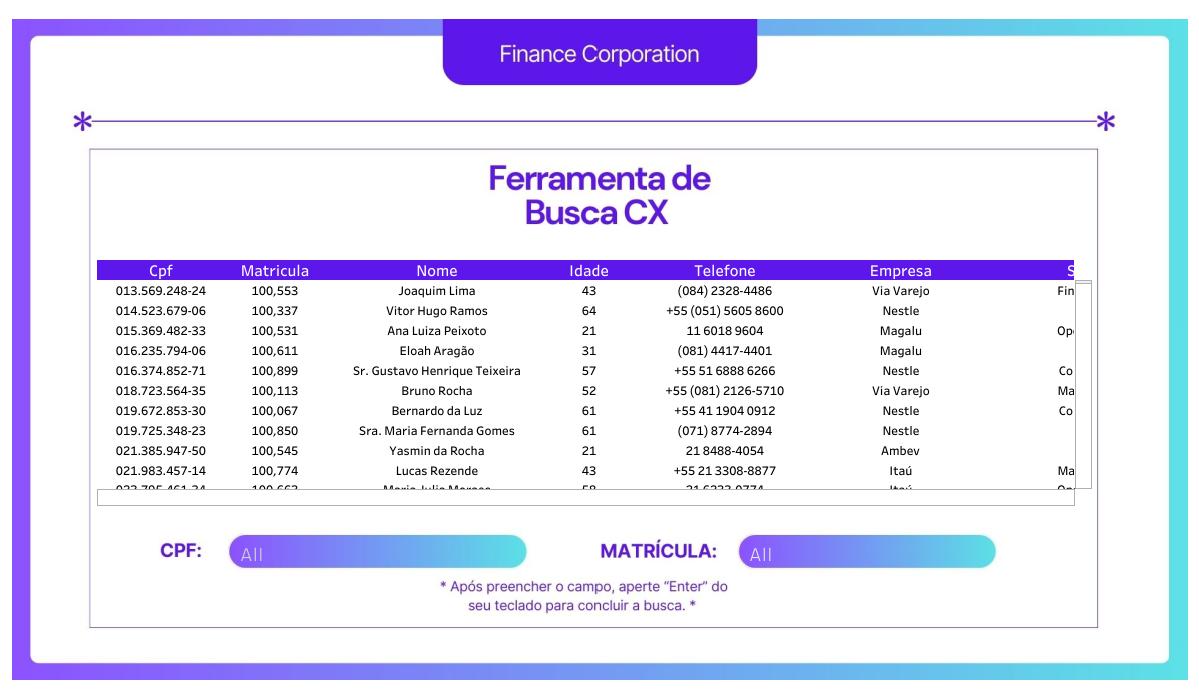 Finance Corporation
Ferramenta de
Busca CX
Cpf Matricula Nome Idade Telefone Empresa S
013.569.248-24 100,553 Joaquim Lima 43 (084) 2328-4486 Via Varejo Fin
014.523.679-06 100,337 Vitor Hugo Ramos 64 +55 (051) 5605 8600 Nestle
015.369.482-33 100,531 Ana Luiza Peixoto 21 11 6018 9604 Magalu Op
016.235.794-06 100,611 Eloah Aragão 31 (081) 4417-4401 Magalu
016.374.852-71 100,899 Sr. Gustavo Henrique Teixeira 57 +55 51 6888 6266 Nestle Co
018.723.564-35 100,113 Bruno Rocha 52 +55 (081) 2126-5710 Via Varejo Ma
019.672.853-30 100,067 Bernardo da Luz 61 +55 41 1904 0912 Nestle Co
019.725.348-23 100,850 Sra. Maria Fernanda Gomes 61 (071) 8774-2894 Nestle
021.385.947-50 100,545 Yasmin da Rocha 21 21 8488-4054 Ambev
021.983.457-14 100,774 Lucas Rezende 43 +55 21 3308-8877 Itaú Ma
CPF: All MATRÍCULA: All
* Após preencher o campo, aperte “Enter” do
seu teclado para concluir a busca. *